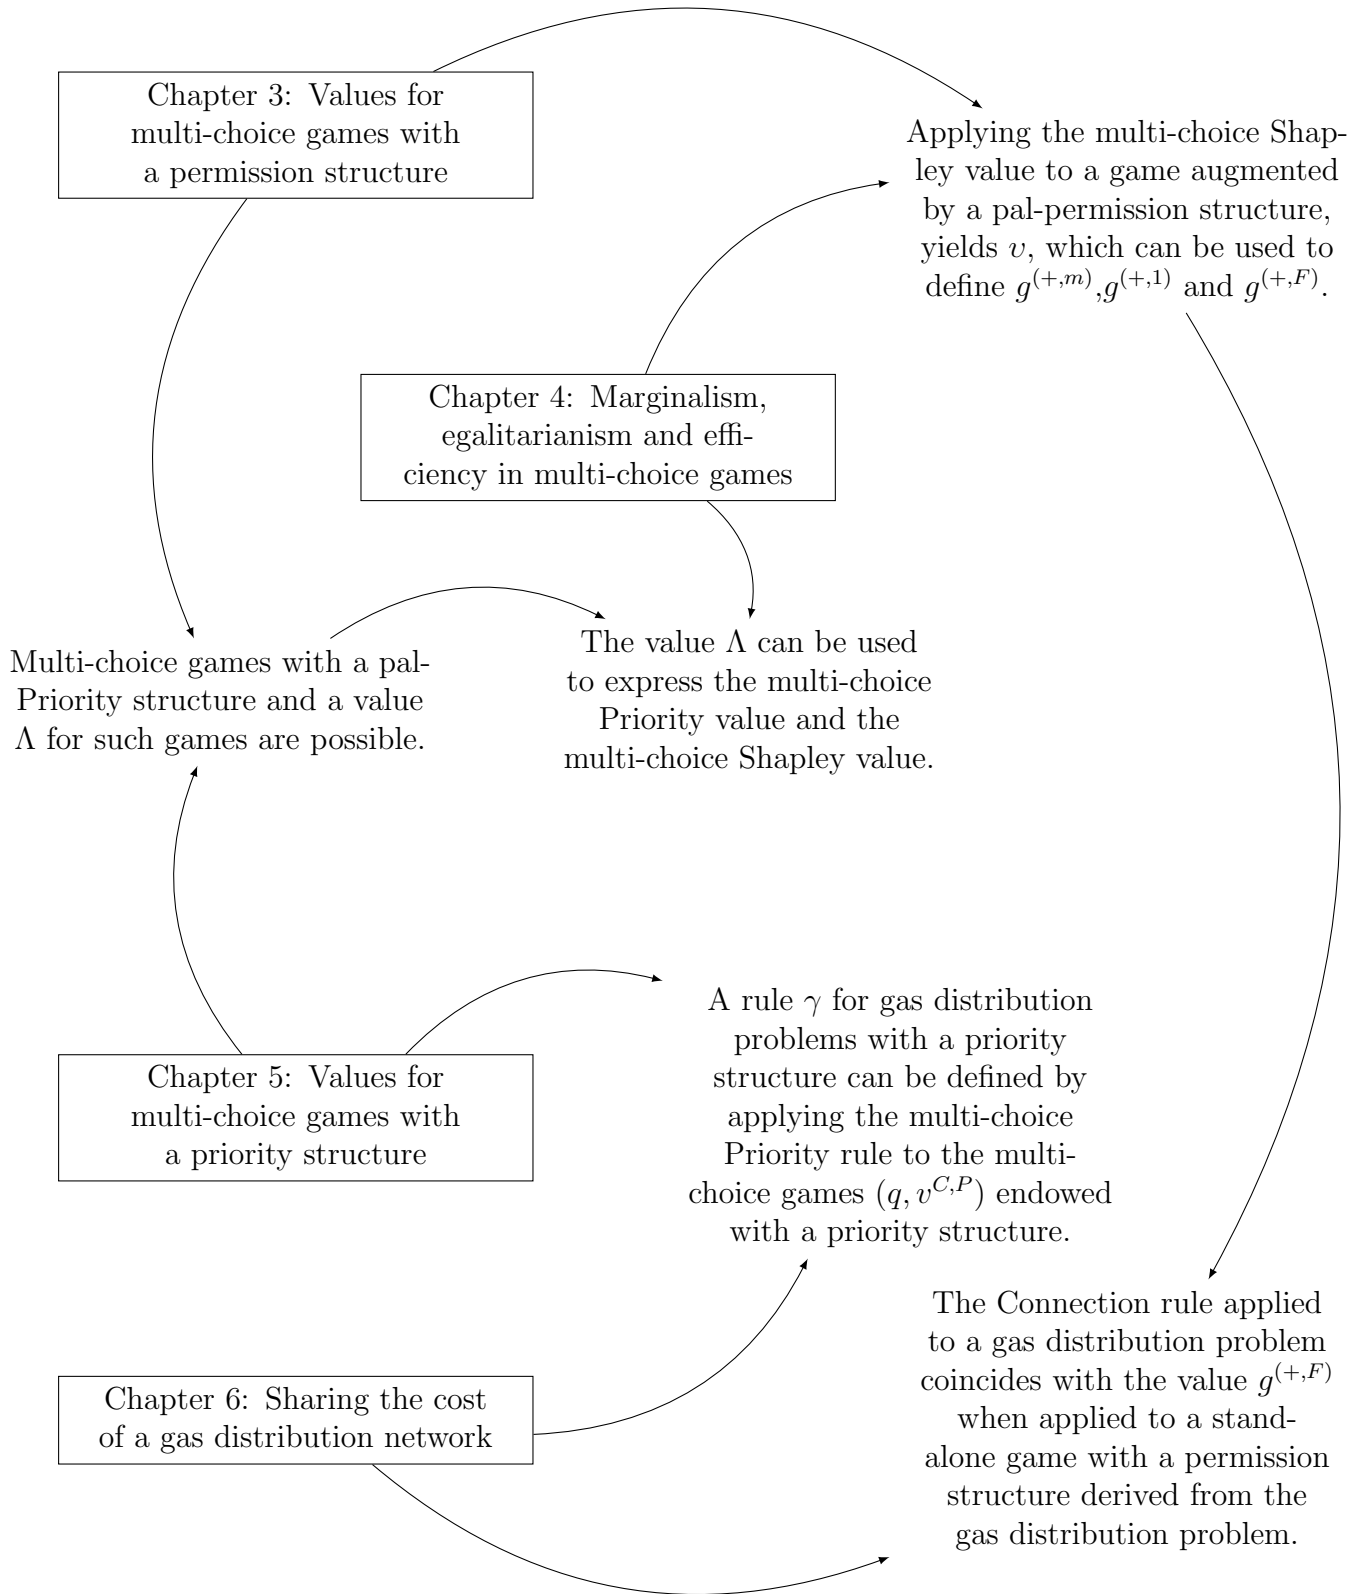 Chapter 3: Values for
multi-choice games with
a permission structure
Applying the multi-choice Shap-
ley value to a game augmented
by a pal-permission structure,
yields υ, which can be used to
define g^{(+,m)},g^{(+,1)} and g^{(+,F)}.
Chapter 4: Marginalism,
egalitarianism and effi-
ciency in multi-choice games
Multi-choice games with a pal-
Priority structure and a value
Λ for such games are possible.
The value Λ can be used
to express the multi-choice
Priority value and the
multi-choice Shapley value.
Chapter 5: Values for
multi-choice games with
a priority structure
A rule γ for gas distribution
problems with a priority
structure can be defined by
applying the multi-choice
Priority rule to the multi-
choice games (q, v^{C,P}) endowed
with a priority structure.
Chapter 6: Sharing the cost
of a gas distribution network
The Connection rule applied
to a gas distribution problem
coincides with the value g^{(+,F)}
when applied to a stand-
alone game with a permission
structure derived from the
gas distribution problem.